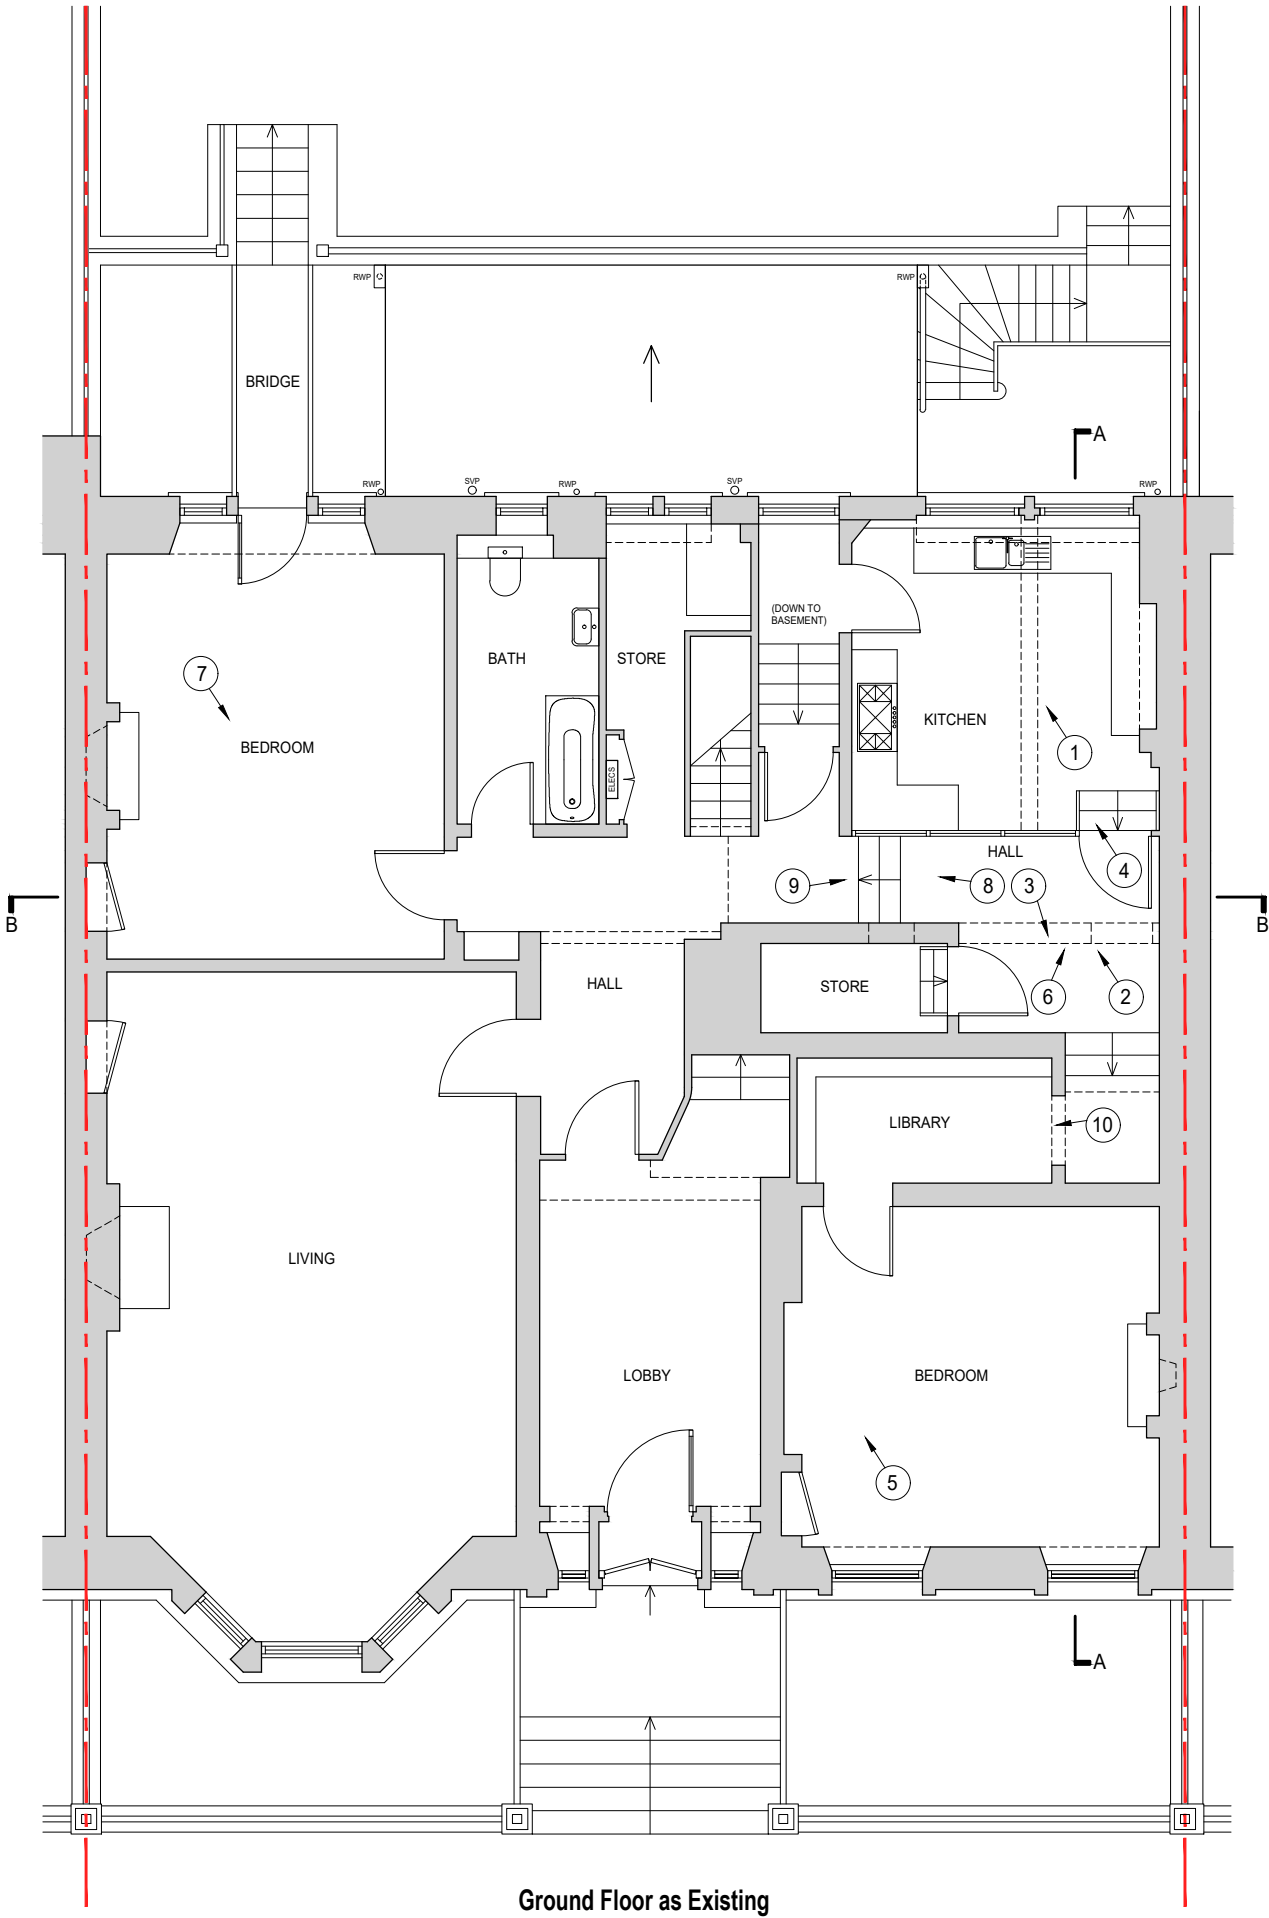 RWP
RWP
BRIDGE
A
RWP
SVP
RWP
SVP
RWP
(DOWN TO
BASEMENT)
BATH
STORE
7
KITCHEN
BEDROOM
1
ELECS
HALL
4
9
8
3
B
B
HALL
STORE
6
2
LIBRARY
10
LIVING
LOBBY
BEDROOM
5
A
Ground Floor as Existing